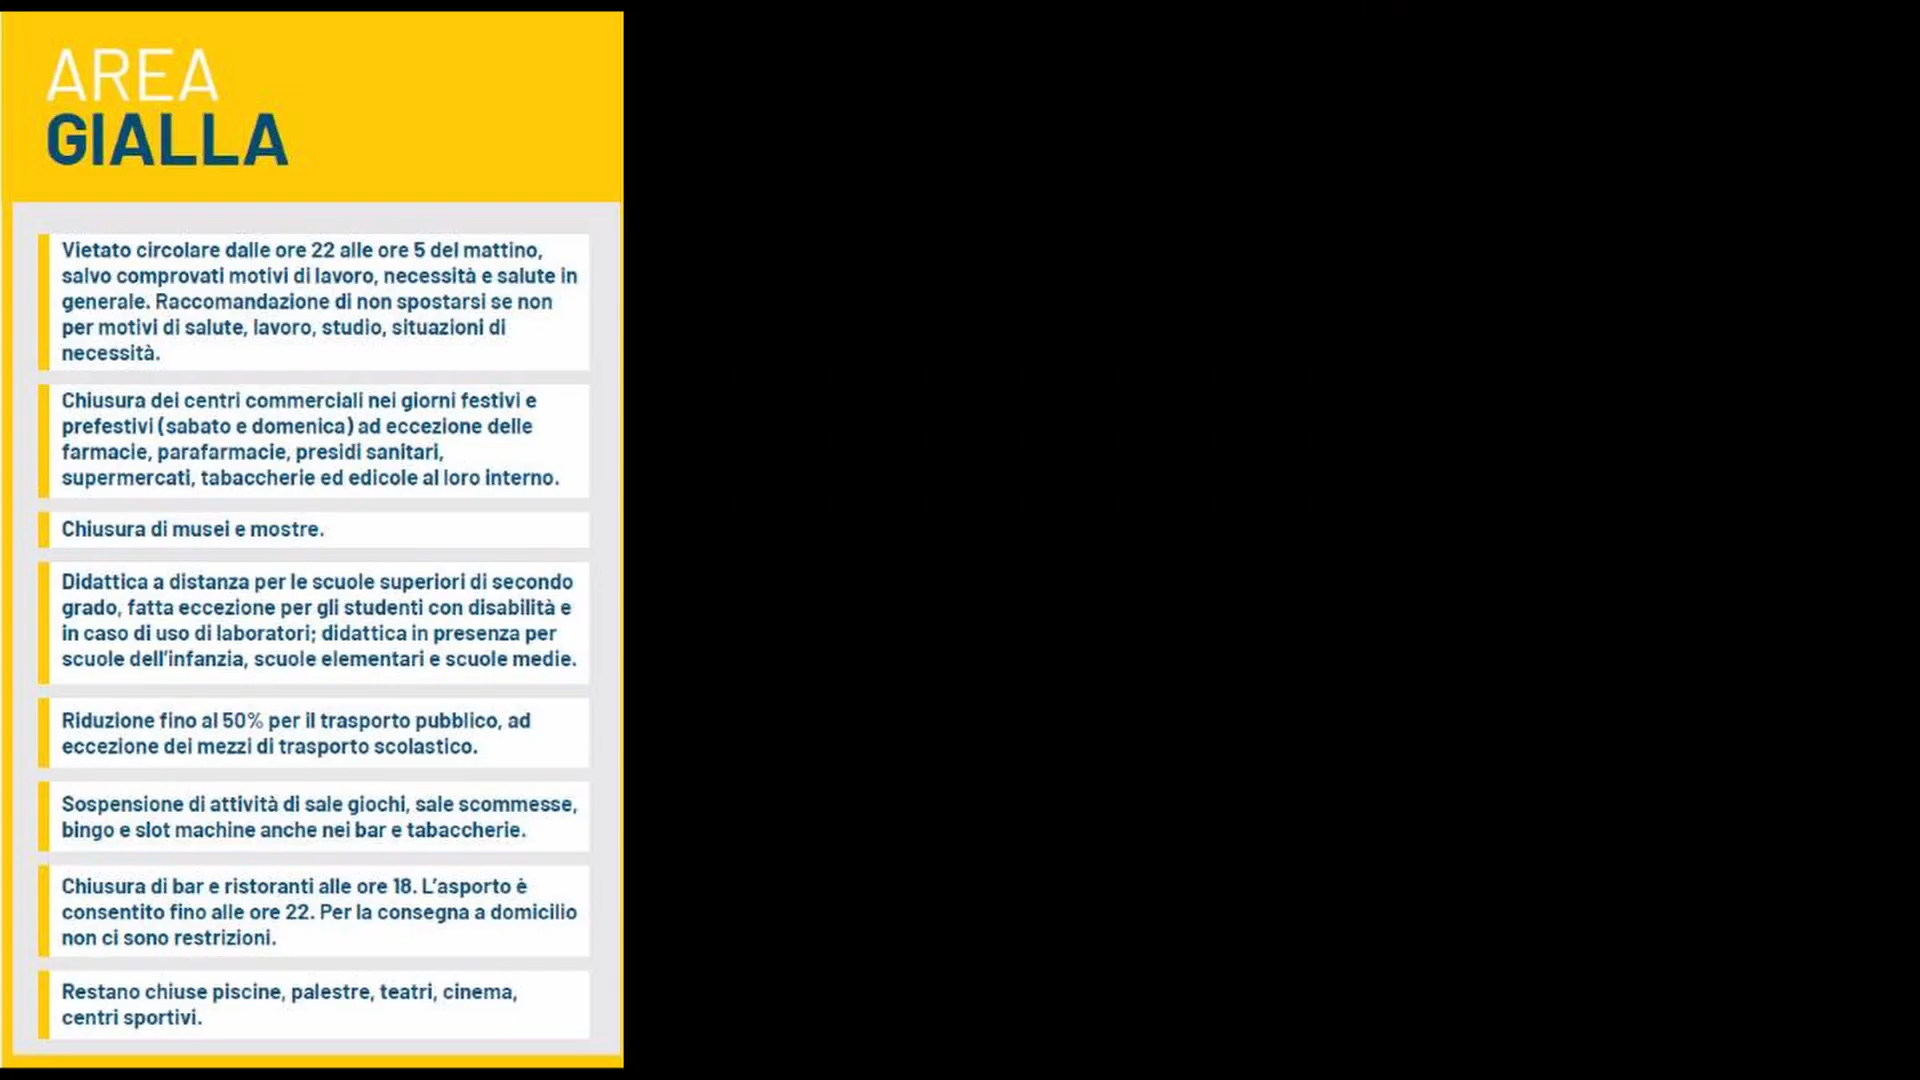 AREA
GIALLA
Vietato circolare dalle ore 22 alle ore 5 del mattino,
salvo comprovati motivi di lavoro, necessità e salute in
generale. Raccomandazione di non spostarsi se non
per motivi di salute, lavoro, studio, situazioni di
necessità.
Chiusura dei centri commerciali nei giorni festivi e
prefestivi (sabato e domenica) ad eccezione delle
farmacie, parafarmacie, presidi sanitari,
supermercati, tabaccherie ed edicole al loro interno.
Chiusura di musei e mostre.
Didattica a distanza per le scuole superiori di secondo
grado, fatta eccezione per gli studenti con disabilità e
in caso di uso di laboratori; didattica in presenza per
scuole dell'infanzia, scuole elementari e scuole medie.
Riduzione fino al 50% per il trasporto pubblico, ad
eccezione dei mezzi di trasporto scolastico.
Sospensione di attività di sale giochi, sale scommesse,
bingo e slot machine anche nei bar e tabaccherie.
Chiusura di bar e ristoranti alle ore 18. L'asporto è
consentito fino alle ore 22. Per la consegna a domicilio
non ci sono restrizioni.
Restano chiuse piscine, palestre, teatri, cinema,
centri sportivi.